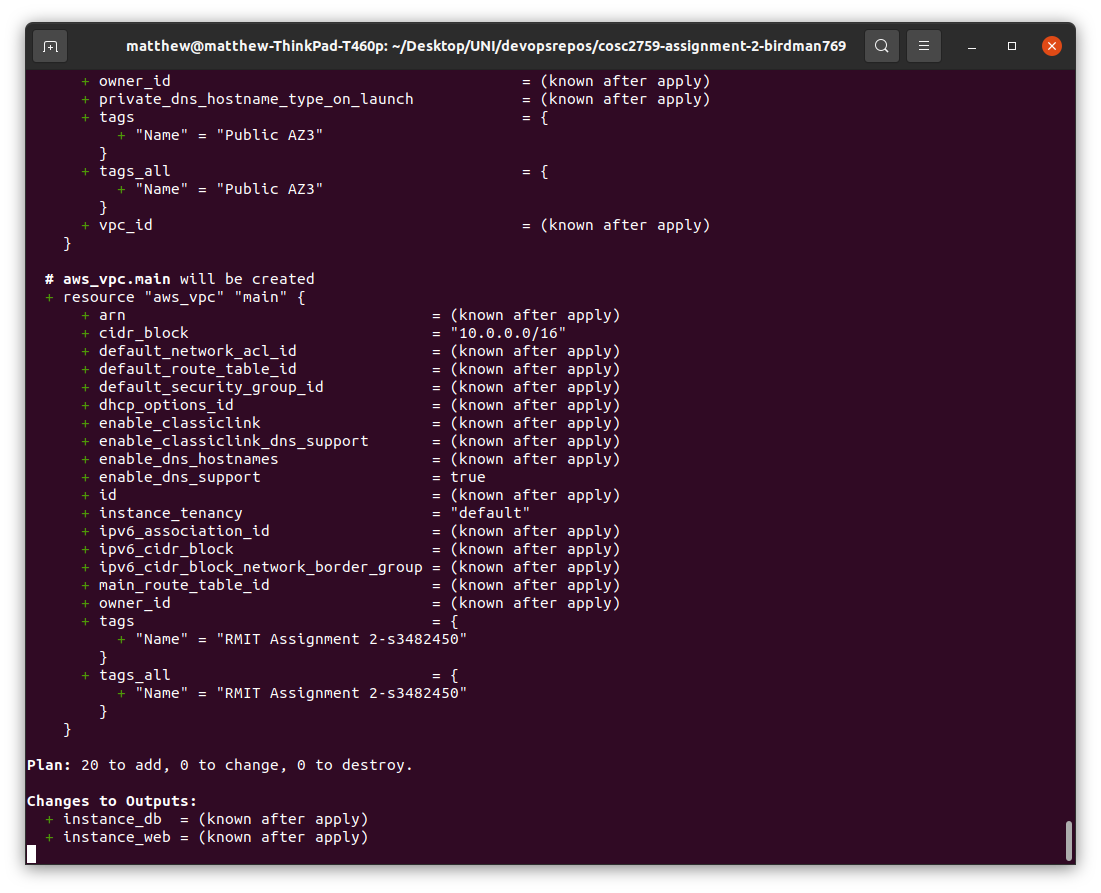 matthew@matthew-ThinkPad-T460p: ~/Desktop/UNI/devopsrepos/cosc2759-assignment-2-birdman769
+ owner_id = (known after apply)
+ private_dns_hostname_type_on_launch = (known after apply)
+ tags = {
+ "Name" = "Public AZ3"
}
+ tags_all = {
+ "Name" = "Public AZ3"
}
+ vpc_id = (known after apply)
}
# aws_vpc.main will be created
+ resource "aws_vpc" "main" {
+ arn = (known after apply)
+ cidr_block = "10.0.0.0/16"
+ default_network_acl_id = (known after apply)
+ default_route_table_id = (known after apply)
+ default_security_group_id = (known after apply)
+ dhcp_options_id = (known after apply)
+ enable_classiclink = (known after apply)
+ enable_classiclink_dns_support = (known after apply)
+ enable_dns_hostnames = (known after apply)
+ enable_dns_support = true
+ id = (known after apply)
+ instance_tenancy = "default"
+ ipv6_association_id = (known after apply)
+ ipv6_cidr_block = (known after apply)
+ ipv6_cidr_block_network_border_group = (known after apply)
+ main_route_table_id = (known after apply)
+ owner_id = (known after apply)
+ tags = {
+ "Name" = "RMIT Assignment 2-s3482450"
}
+ tags_all = {
+ "Name" = "RMIT Assignment 2-s3482450"
}
}
Plan: 20 to add, 0 to change, 0 to destroy.
Changes to Outputs:
+ instance_db = (known after apply)
+ instance_web = (known after apply)